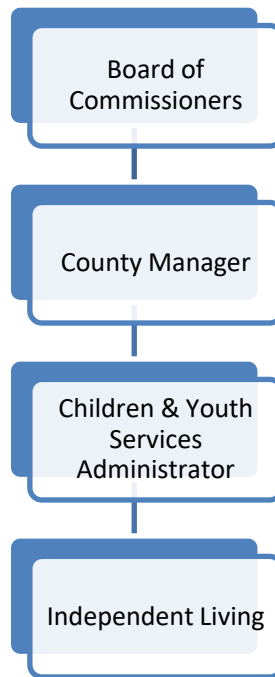 Board of
Commissioners
County Manager
Children & Youth
Services
Administrator
Independent Living